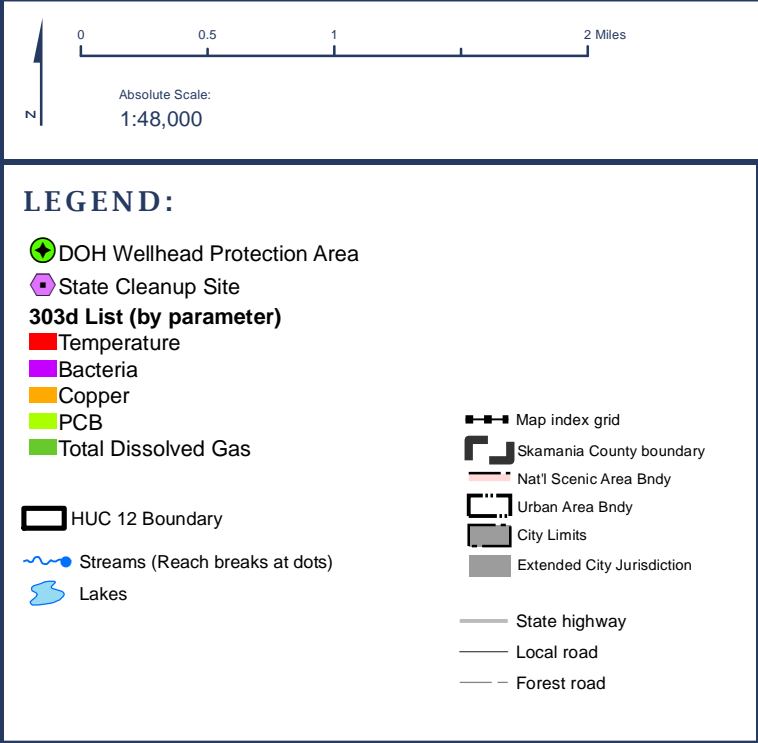 0 0.5 1 2 Miles
Absolute Scale:
1:48,000
N
LEGEND:
DOH Wellhead Protection Area
State Cleanup Site
303d List (by parameter)
Temperature
Bacteria
Copper
PCB
Total Dissolved Gas
HUC 12 Boundary
Streams (Reach breaks at dots)
Lakes
Map index grid
Skamania County boundary
Nat'l Scenic Area Bndy
Urban Area Bndy
City Limits
Extended City Jurisdiction
State highway
Local road
Forest road